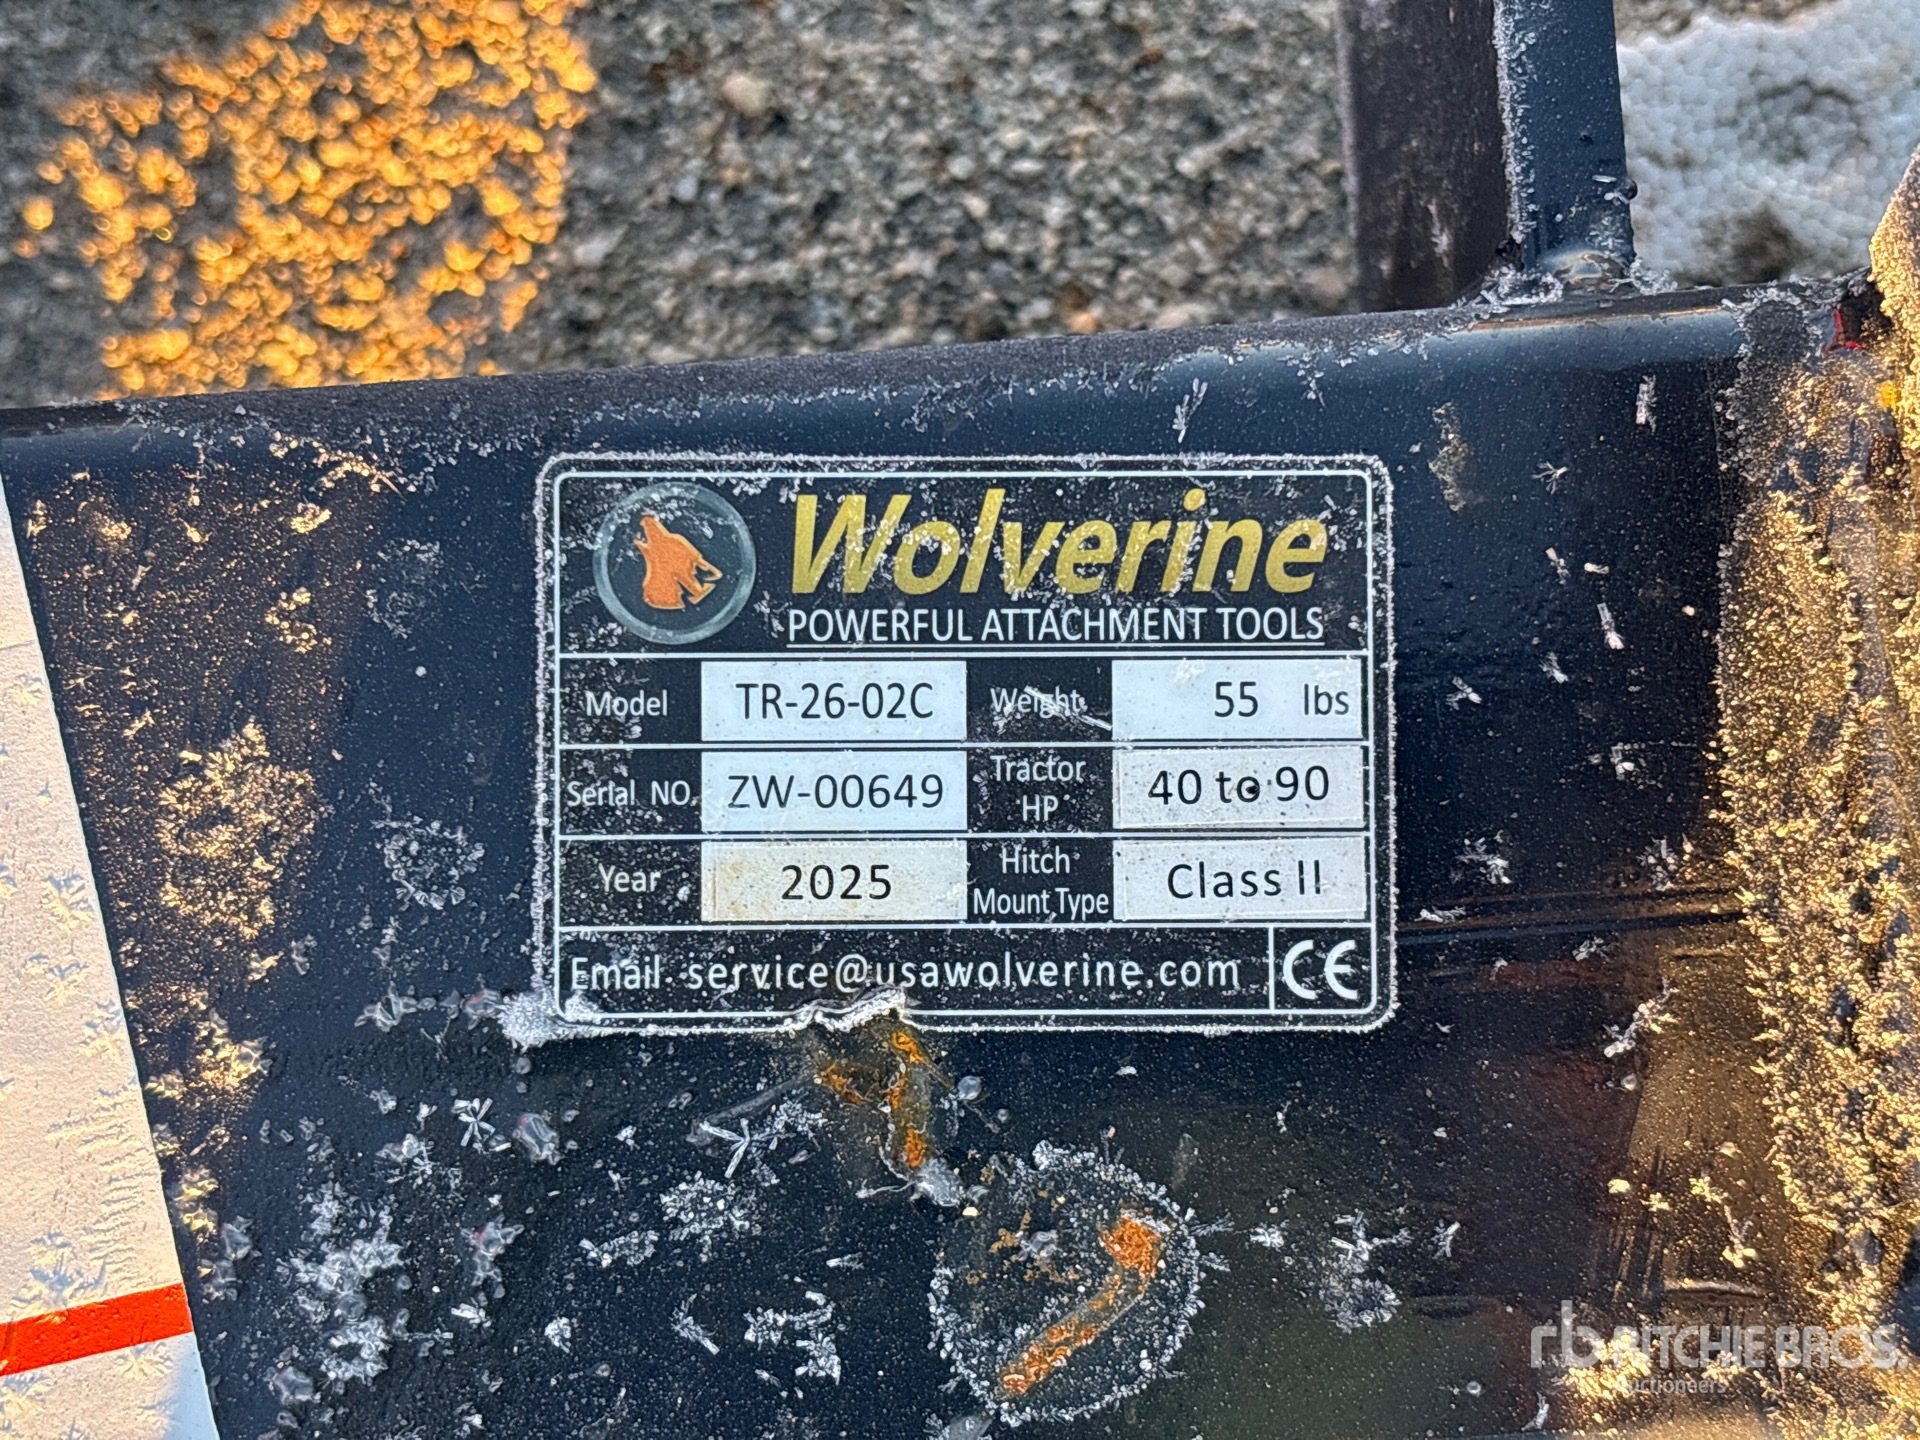 Wolverine
POWERFUL ATTACHMENT TOOLS
Model TR-26-02C Weight 55 lbs
Serial NO. ZW-00649 Tractor HP 40 to 90
Year 2025 Hitch Mount Type Class II
Email service@usawolverine.com CE
rb RITCHIE BROS.
Auctioneers